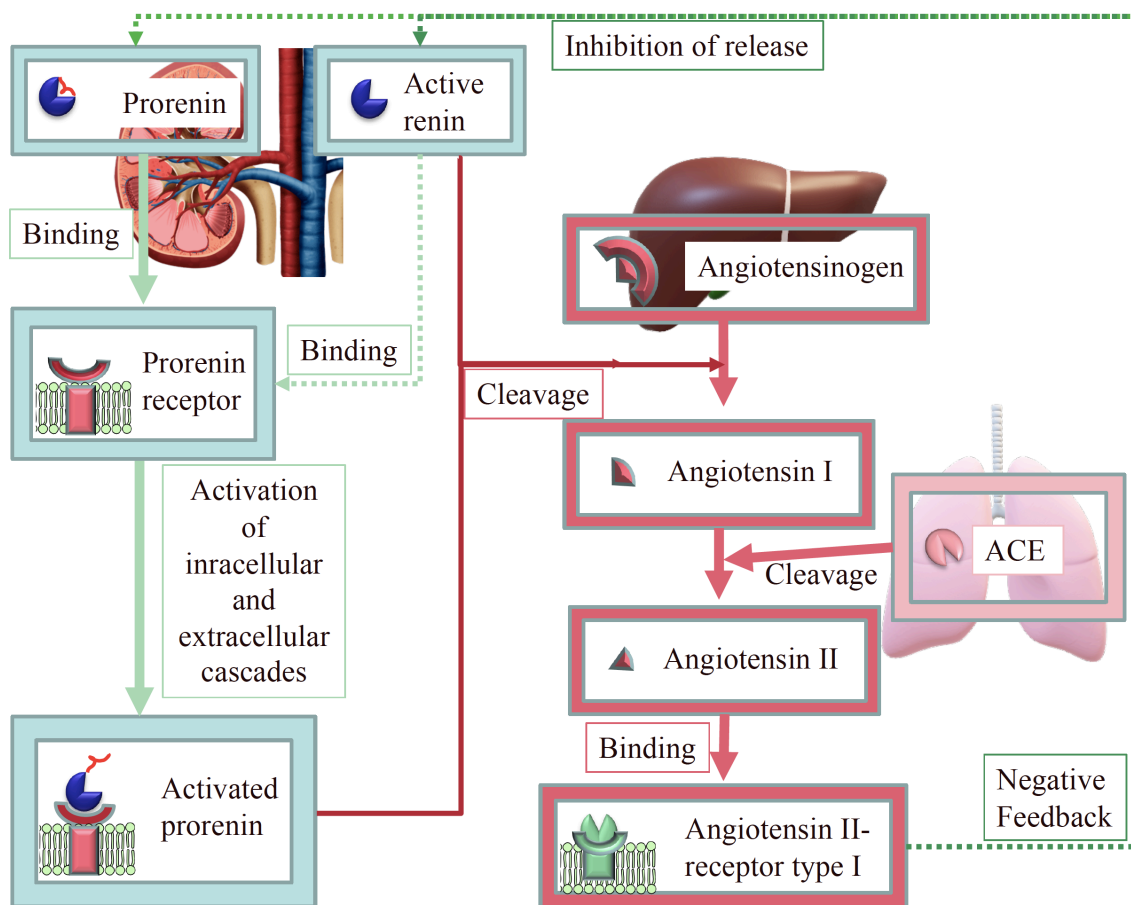 Inhibition of release
Prorenin
Active
renin
Binding
Angiotensinogen
Prorenin
receptor
Binding
Cleavage
Angiotensin I
Activation
of
inracellular
and
extracellular
cascades
ACE
Cleavage
Angiotensin II
Binding
Activated
prorenin
Angiotensin II-
receptor type I
Negative
Feedback